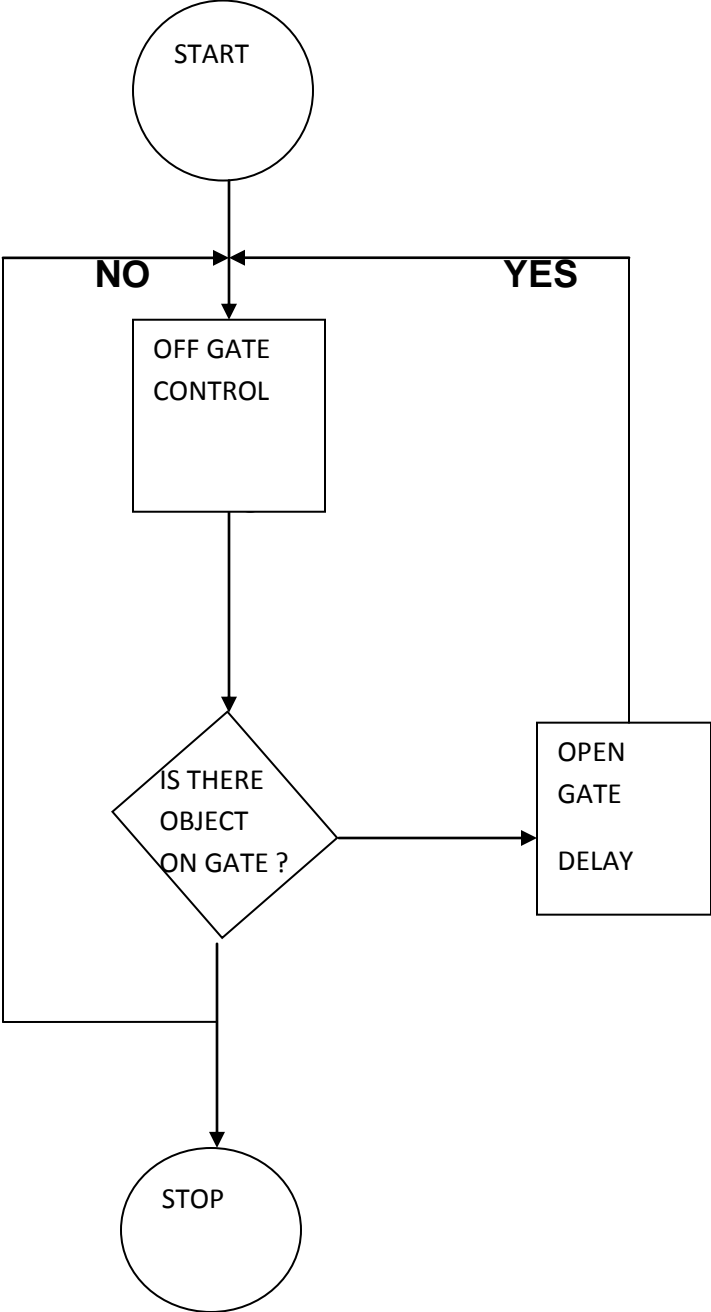 START
NO
YES
OFF GATE
CONTROL
IS THERE
OBJECT
ON GATE ?
OPEN
GATE
DELAY
STOP